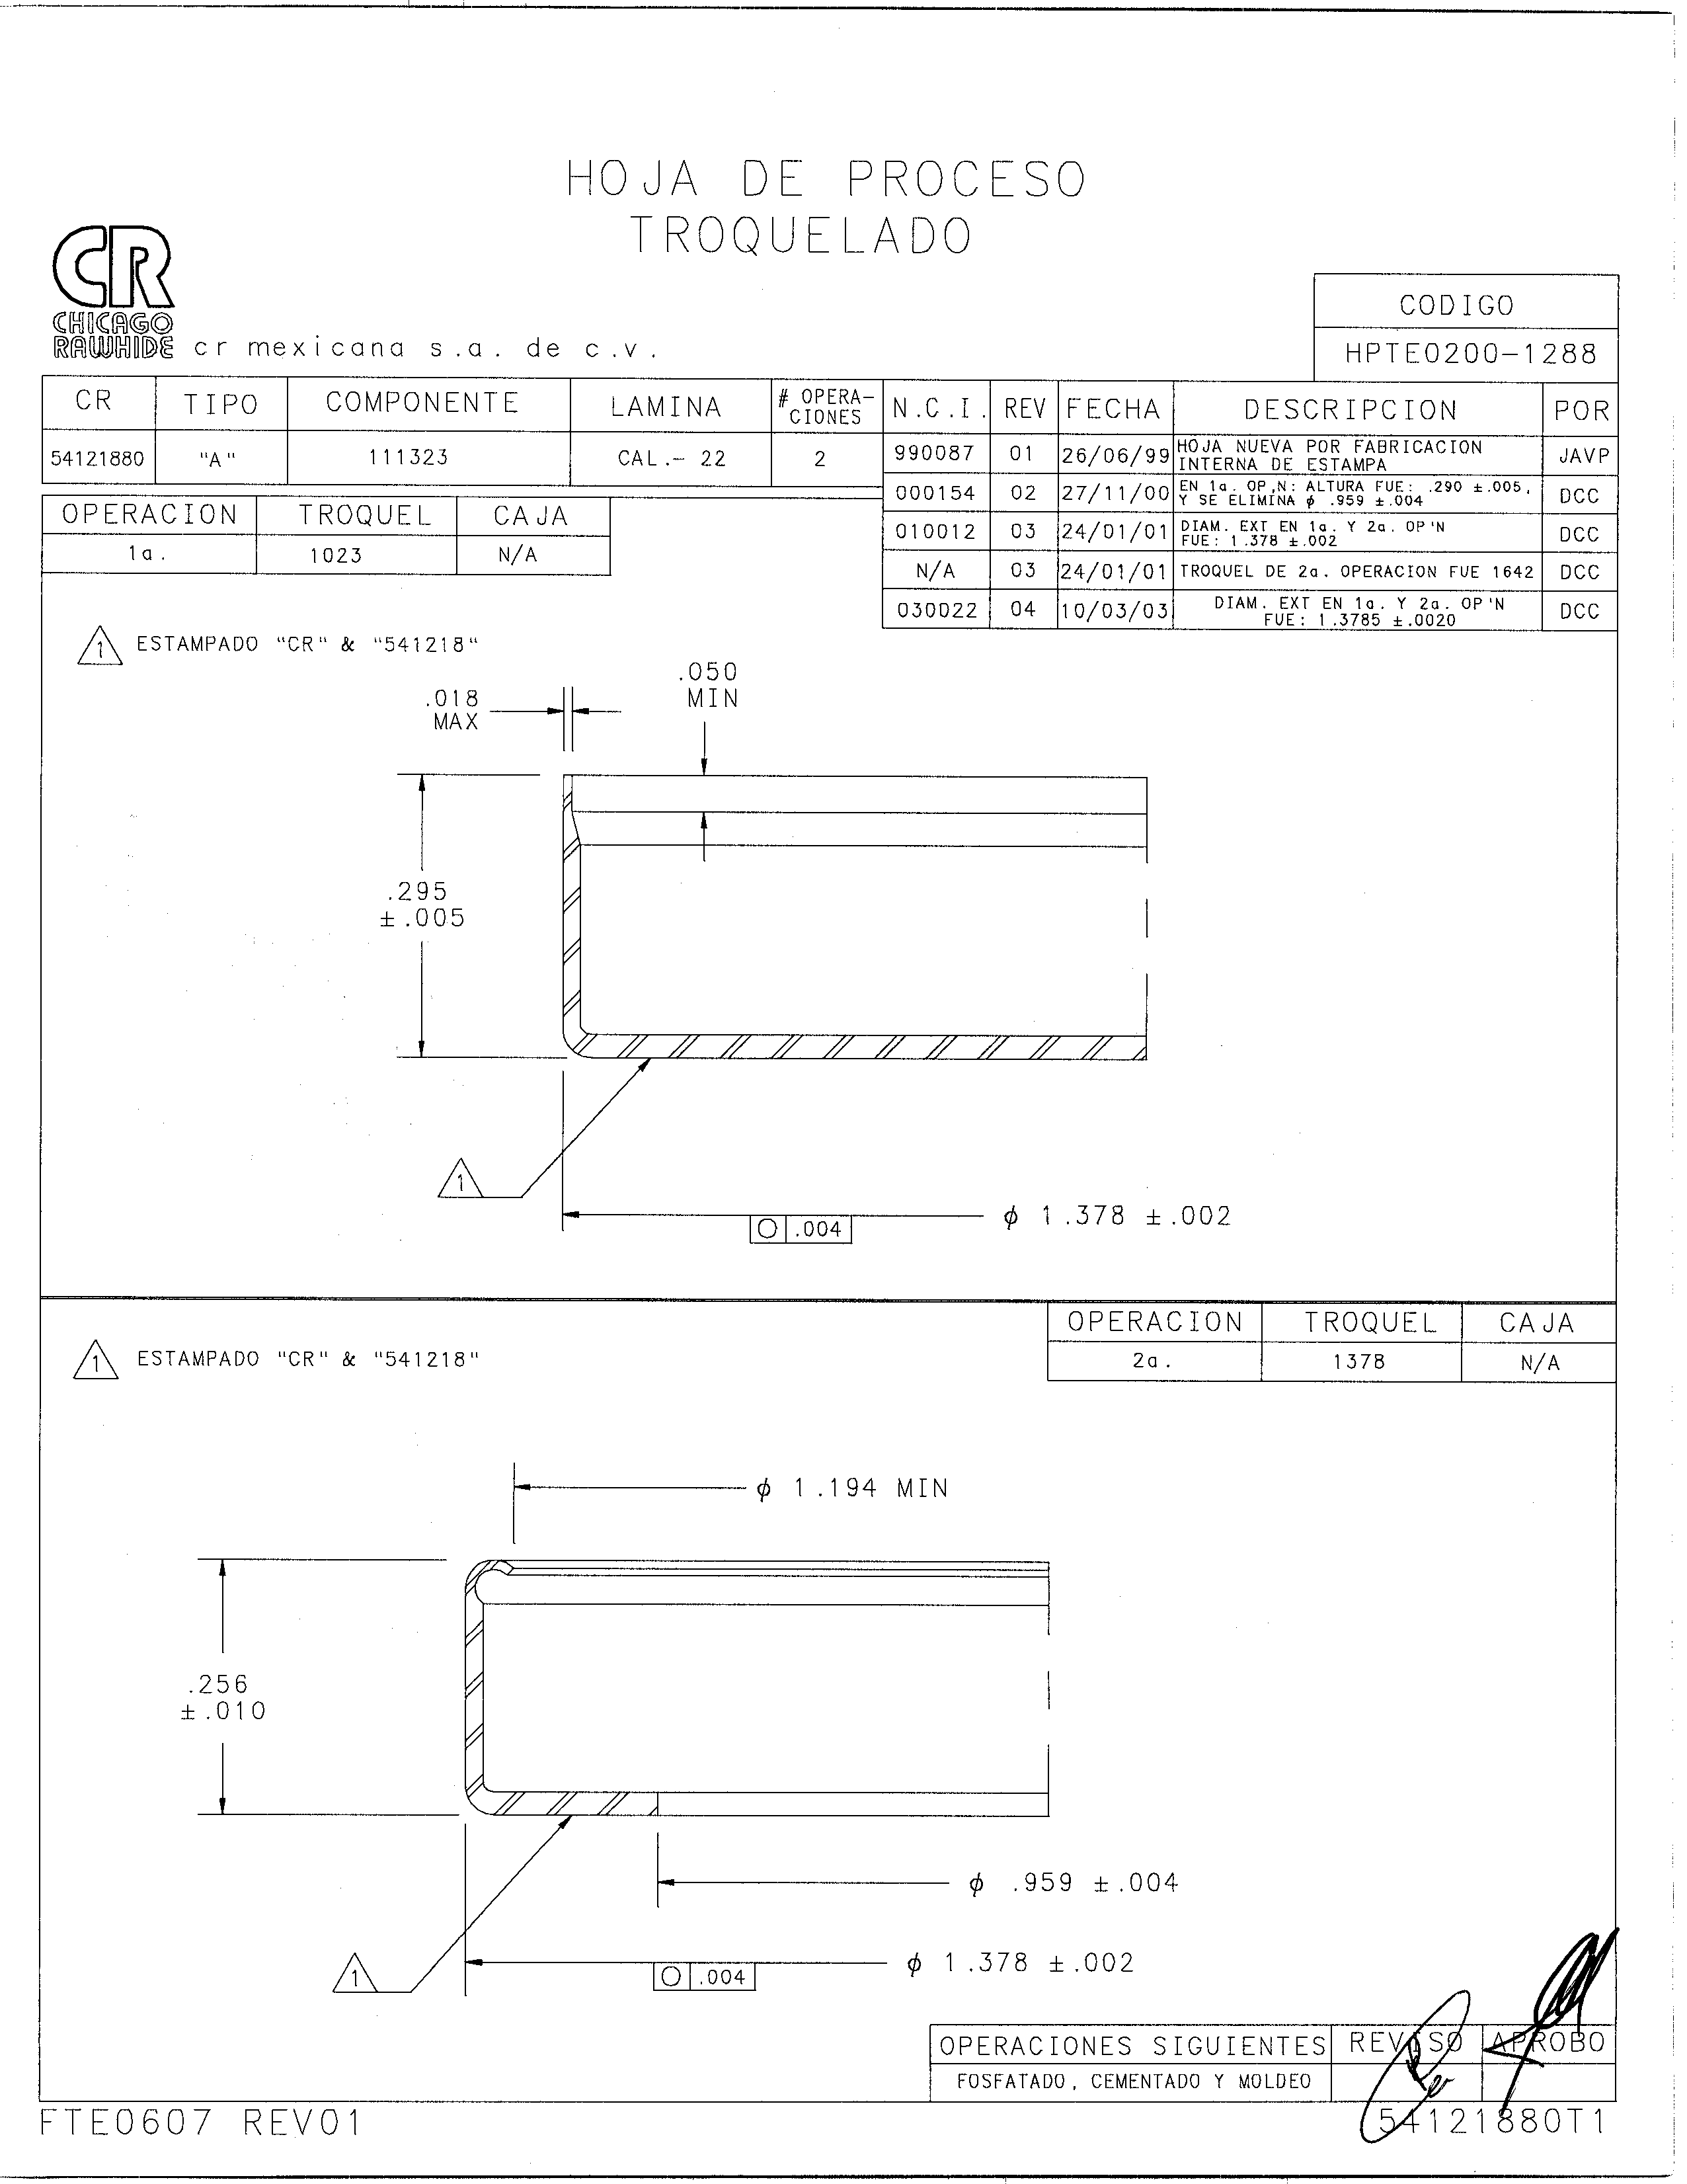 HOJA DE PROCESO
TROQUELADO
CR
CHICAGO
RAWHIDE cr mexicana s.a. de c.v.
CODIGO
HPTE0200-1288
CR TIPO COMPONENTE LAMINA # OPERA-CIONES
54121880 "A" 111323 CAL.- 22 2
N.C.I. REV FECHA DESCRIPCION POR
990087 01 26/06/99 HOJA NUEVA POR FABRICACION INTERNA DE ESTAMPA JAVP
000154 02 27/11/00 EN 1a. OP,N: ALTURA FUE: .290 ±.005, Y SE ELIMINA ϕ .959 ±.004 DCC
010012 03 24/01/01 DIAM. EXT EN 1a. Y 2a. OP'N FUE: 1.378 ±.002 DCC
N/A 03 24/01/01 TROQUEL DE 2a. OPERACION FUE 1642 DCC
030022 04 10/03/03 DIAM. EXT EN 1a. Y 2a. OP'N FUE: 1.3785 ±.0020 DCC
OPERACION TROQUEL CAJA
1a. 1023 N/A
1 ESTAMPADO "CR" & "541218"
.018
MAX
.050
MIN
.295
±.005
1
ϕ 1.378 ±.002
.004
OPERACION TROQUEL CAJA
2a. 1378 N/A
1 ESTAMPADO "CR" & "541218"
ϕ 1.194 MIN
.256
±.010
ϕ .959 ±.004
1
ϕ 1.378 ±.002
.004
OPERACIONES SIGUIENTES REVISO APROBO
FOSFATADO, CEMENTADO Y MOLDEO
FTE0607 REV01
54121880T1